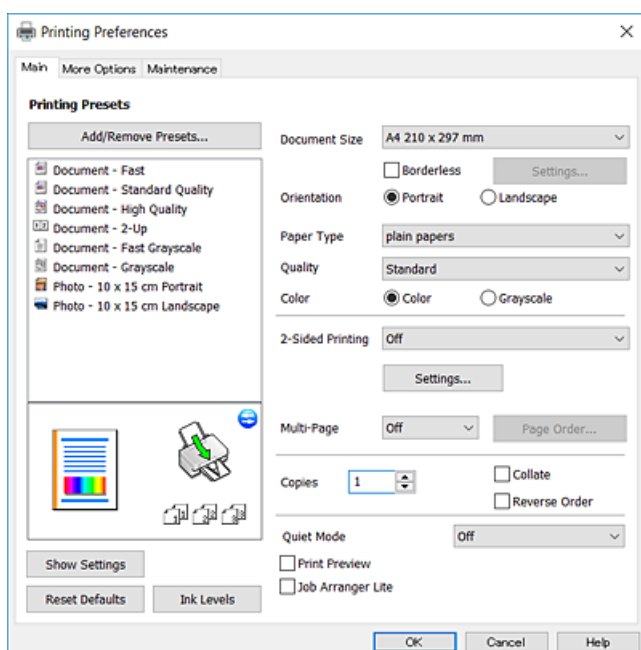 Printing Preferences
Main More Options Maintenance
Printing Presets
Add/Remove Presets...
Document - Fast
Document - Standard Quality
Document - High Quality
Document - 2-Up
Document - Fast Grayscale
Document - Grayscale
Photo - 10 x 15 cm Portrait
Photo - 10 x 15 cm Landscape
Show Settings
Reset Defaults Ink Levels
Document Size A4 210 x 297 mm
Borderless Settings...
Orientation Portrait Landscape
Paper Type plain papers
Quality Standard
Color Color Grayscale
2-Sided Printing Off
Settings...
Multi-Page Off Page Order...
Copies 1 Collate
Reverse Order
Quiet Mode Off
Print Preview
Job Arranger Lite
OK Cancel Help